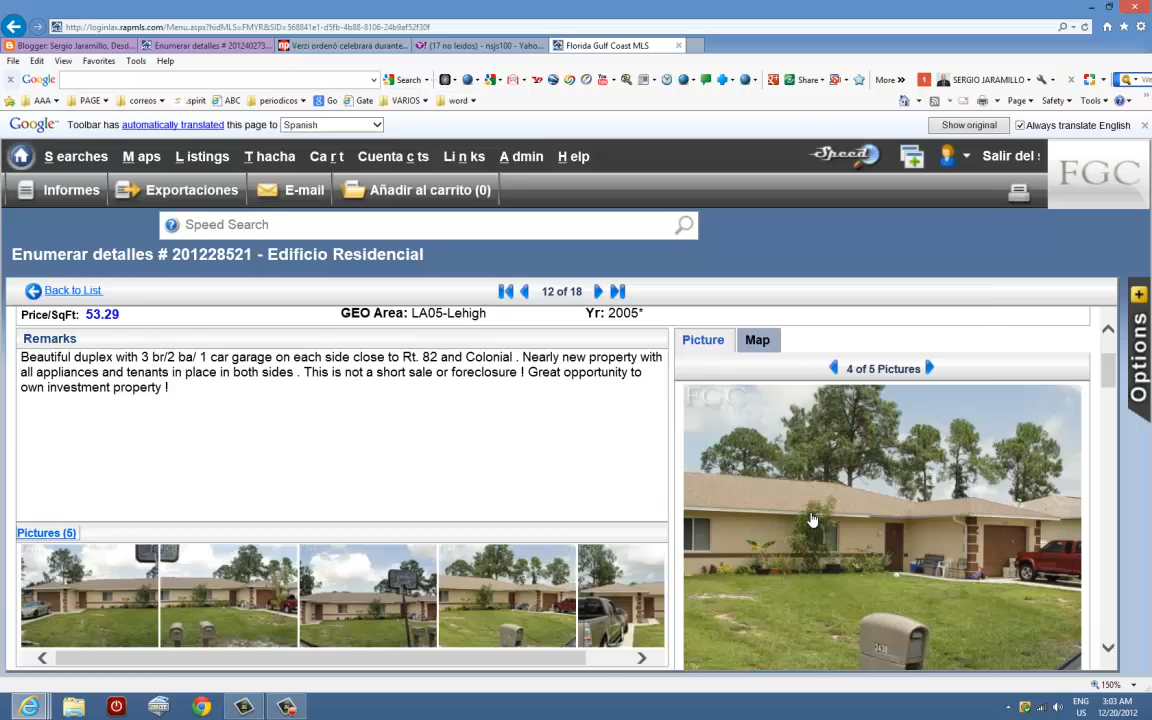 http://loginlax.rapmls.com/Menu.aspx?hidMLS=FMYR&SID=568841e1-d5fb-4b88-8106-24b9af52f30f
Blogger: Sergio Jaramillo, Desd...
Enumerar detalles # 201240273...
Verzi ordenó celebrará durante...
(17 no leídos) - nsjs100 - Yaho...
Florida Gulf Coast MLS
File Edit View Favorites Tools Help
Google Search Share More » 1 SERGIO JARAMILLO
AAA PAGE correos .spirit ABC periodicos Go Gate VARIOS word Page Safety Tools
Google Toolbar has automatically translated this page to Spanish Show original Always translate English
S earches M aps L istings T hacha Ca r t Cuenta c ts Li n ks A dmin H elp Speed Salir del s
FGC
Informes Exportaciones E-mail Añadir al carrito (0)
Speed Search
Enumerar detalles # 201228521 - Edificio Residencial
Back to List 12 of 18
Options
Price/SqFt: 53.29 GEO Area: LA05-Lehigh Yr: 2005*
Remarks
Beautiful duplex with 3 br/2 ba/ 1 car garage on each side close to Rt. 82 and Colonial . Nearly new property with
all appliances and tenants in place in both sides . This is not a short sale or foreclosure ! Great opportunity to
own investment property !
Picture Map
4 of 5 Pictures
FGC
Pictures (5)
150%
ENG
US
3:03 AM
12/20/2012